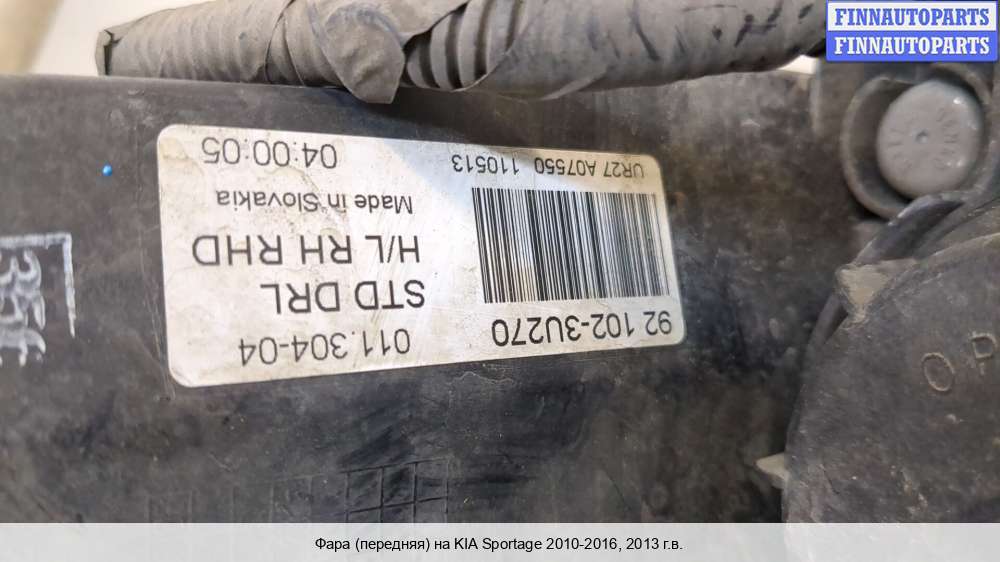 FINNAUTOPARTS
FINNAUTOPARTS
92 102-3U270
011.304-04
STD DRL
H/L RH RHD
Made in Slovakia
UR27 A07550 110513
04:00:05
Фара (передняя) на KIA Sportage 2010-2016, 2013 г.в.